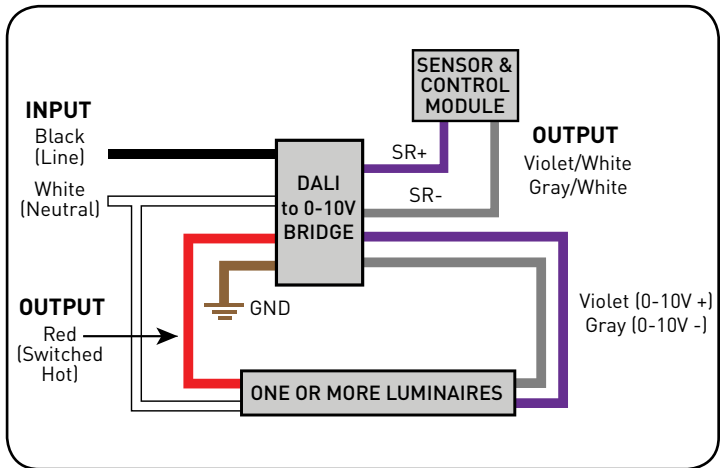 SENSOR &
CONTROL
MODULE
INPUT
Black
(Line)
White
(Neutral)
SR+
SR-
OUTPUT
Violet/White
Gray/White
DALI
to 0-10V
BRIDGE
OUTPUT
Red
(Switched
Hot)
GND
Violet (0-10V +)
Gray (0-10V -)
ONE OR MORE LUMINAIRES